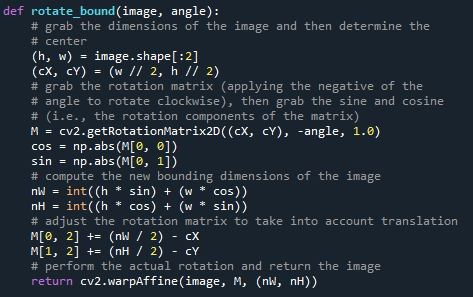 def rotate_bound(image, angle):
    # grab the dimensions of the image and then determine the
    # center
    (h, w) = image.shape[:2]
    (cX, cY) = (w // 2, h // 2)
    # grab the rotation matrix (applying the negative of the
    # angle to rotate clockwise), then grab the sine and cosine
    # (i.e., the rotation components of the matrix)
    M = cv2.getRotationMatrix2D((cX, cY), -angle, 1.0)
    cos = np.abs(M[0, 0])
    sin = np.abs(M[0, 1])
    # compute the new bounding dimensions of the image
    nW = int((h * sin) + (w * cos))
    nH = int((h * cos) + (w * sin))
    # adjust the rotation matrix to take into account translation
    M[0, 2] += (nW / 2) - cX
    M[1, 2] += (nH / 2) - cY
    # perform the actual rotation and return the image
    return cv2.warpAffine(image, M, (nW, nH))